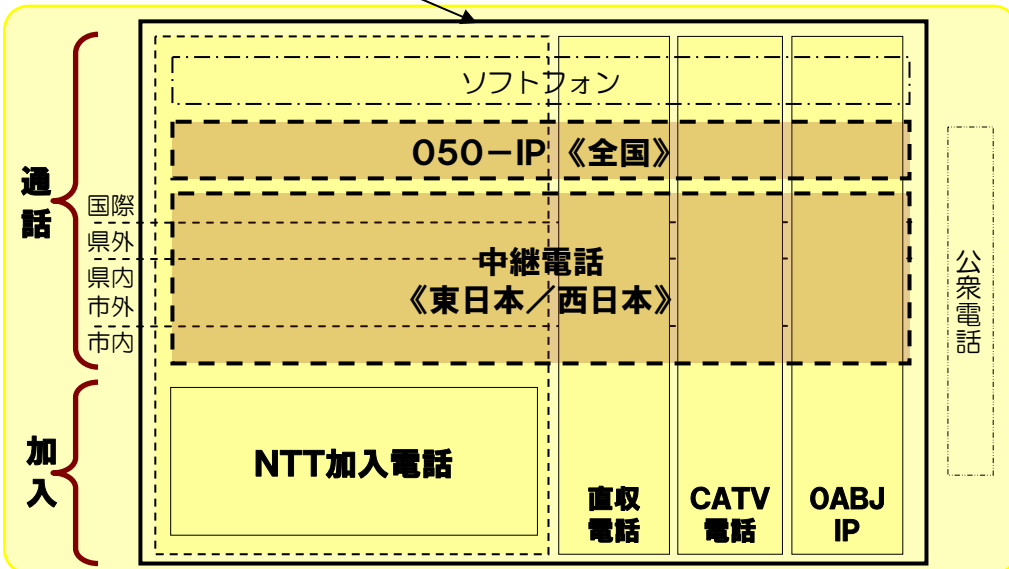 ソフトフォン
050－IP《全国》
通
話
国際
県外
県内
市外
市内
中継電話
《東日本／西日本》
公衆電話
加
入
NTT加入電話
直収
電話
CATV
電話
0ABJ
IP